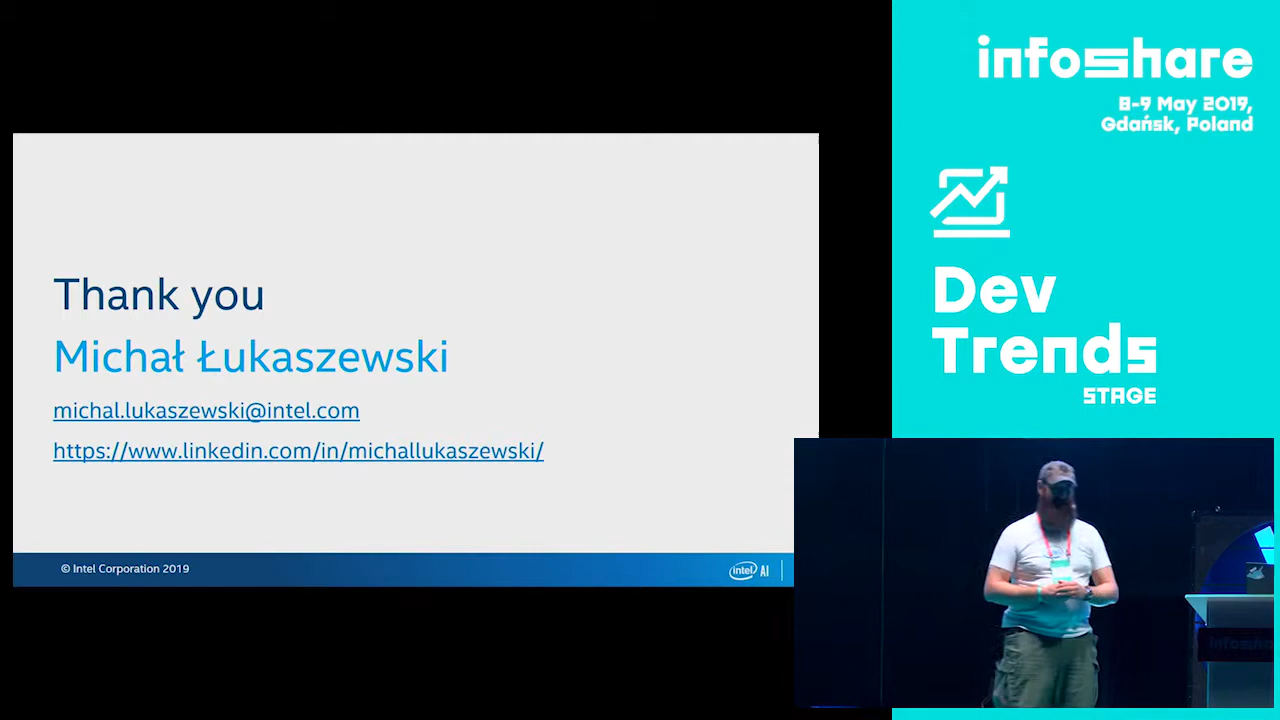 Thank you
Michał Łukaszewski
michal.lukaszewski@intel.com
https://www.linkedin.com/in/michallukaszewski/
© Intel Corporation 2019
intel AI
infoshare
8-9 May 2019,
Gdańsk, Poland
Dev
Trends
STAGE
infoshare